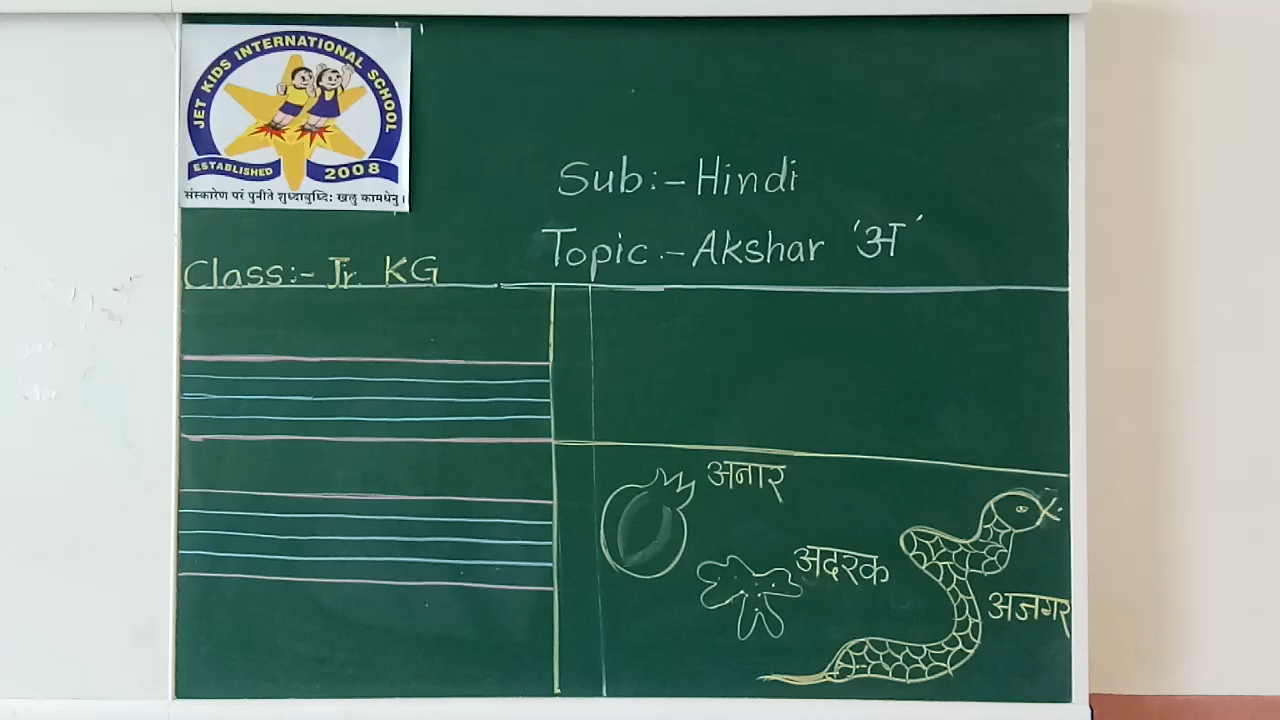 JET KIDS INTERNATIONAL SCHOOL
ESTABLISHED 2008
संस्कारेण परं पुनीते शुध्दाबुध्दिः खलु कामधेनु।
Sub:- Hindi
Topic:- Akshar 'अ'
Class:- Jr. KG
अनार
अदरक
अजगर